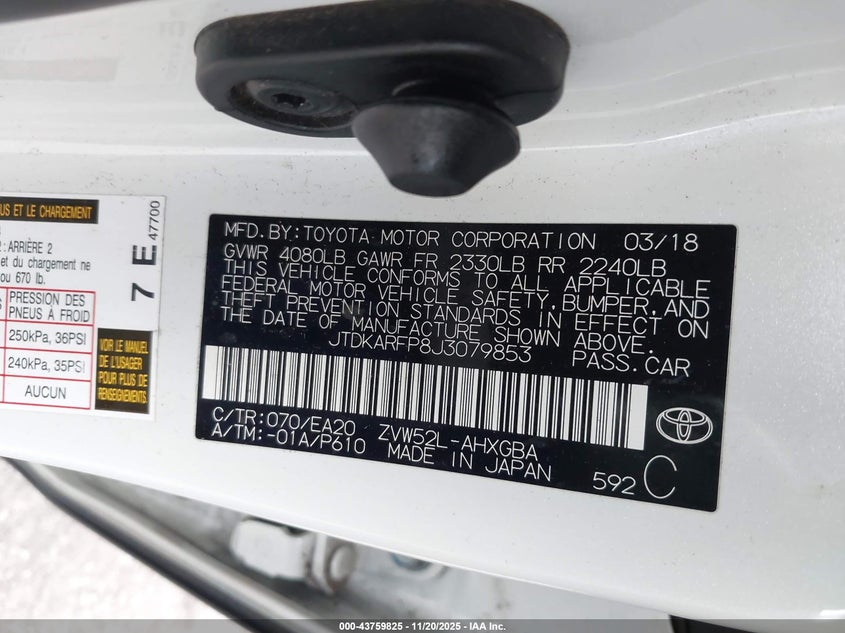 US ET LE CHARGEMENT
: ARRIÈRE 2
et du chargement ne
ou 670 lb.
PRESSION DES
PNEUS À FROID
250kPa, 36PSI
240kPa, 35PSI
AUCUN
7 E 47700
VOIR LE MANUEL
DE L'USAGER
POUR PLUS DE
RENSEIGNEMENTS.
MFD. BY: TOYOTA MOTOR CORPORATION 03/18
GVWR 4080LB GAWR FR 2330LB RR 2240LB
THIS VEHICLE CONFORMS TO ALL APPLICABLE
FEDERAL MOTOR VEHICLE SAFETY, BUMPER, AND
THEFT PREVENTION STANDARDS IN EFFECT ON
THE DATE OF MANUFACTURE SHOWN ABOVE.
JTDKARFP8J3079853 PASS. CAR
C/TR: 070/EA20 ZVW52L-AHXGBA
A/TM: -01A/P610 MADE IN JAPAN
592 C
000-43759825 - 11/20/2025 - IAA Inc.